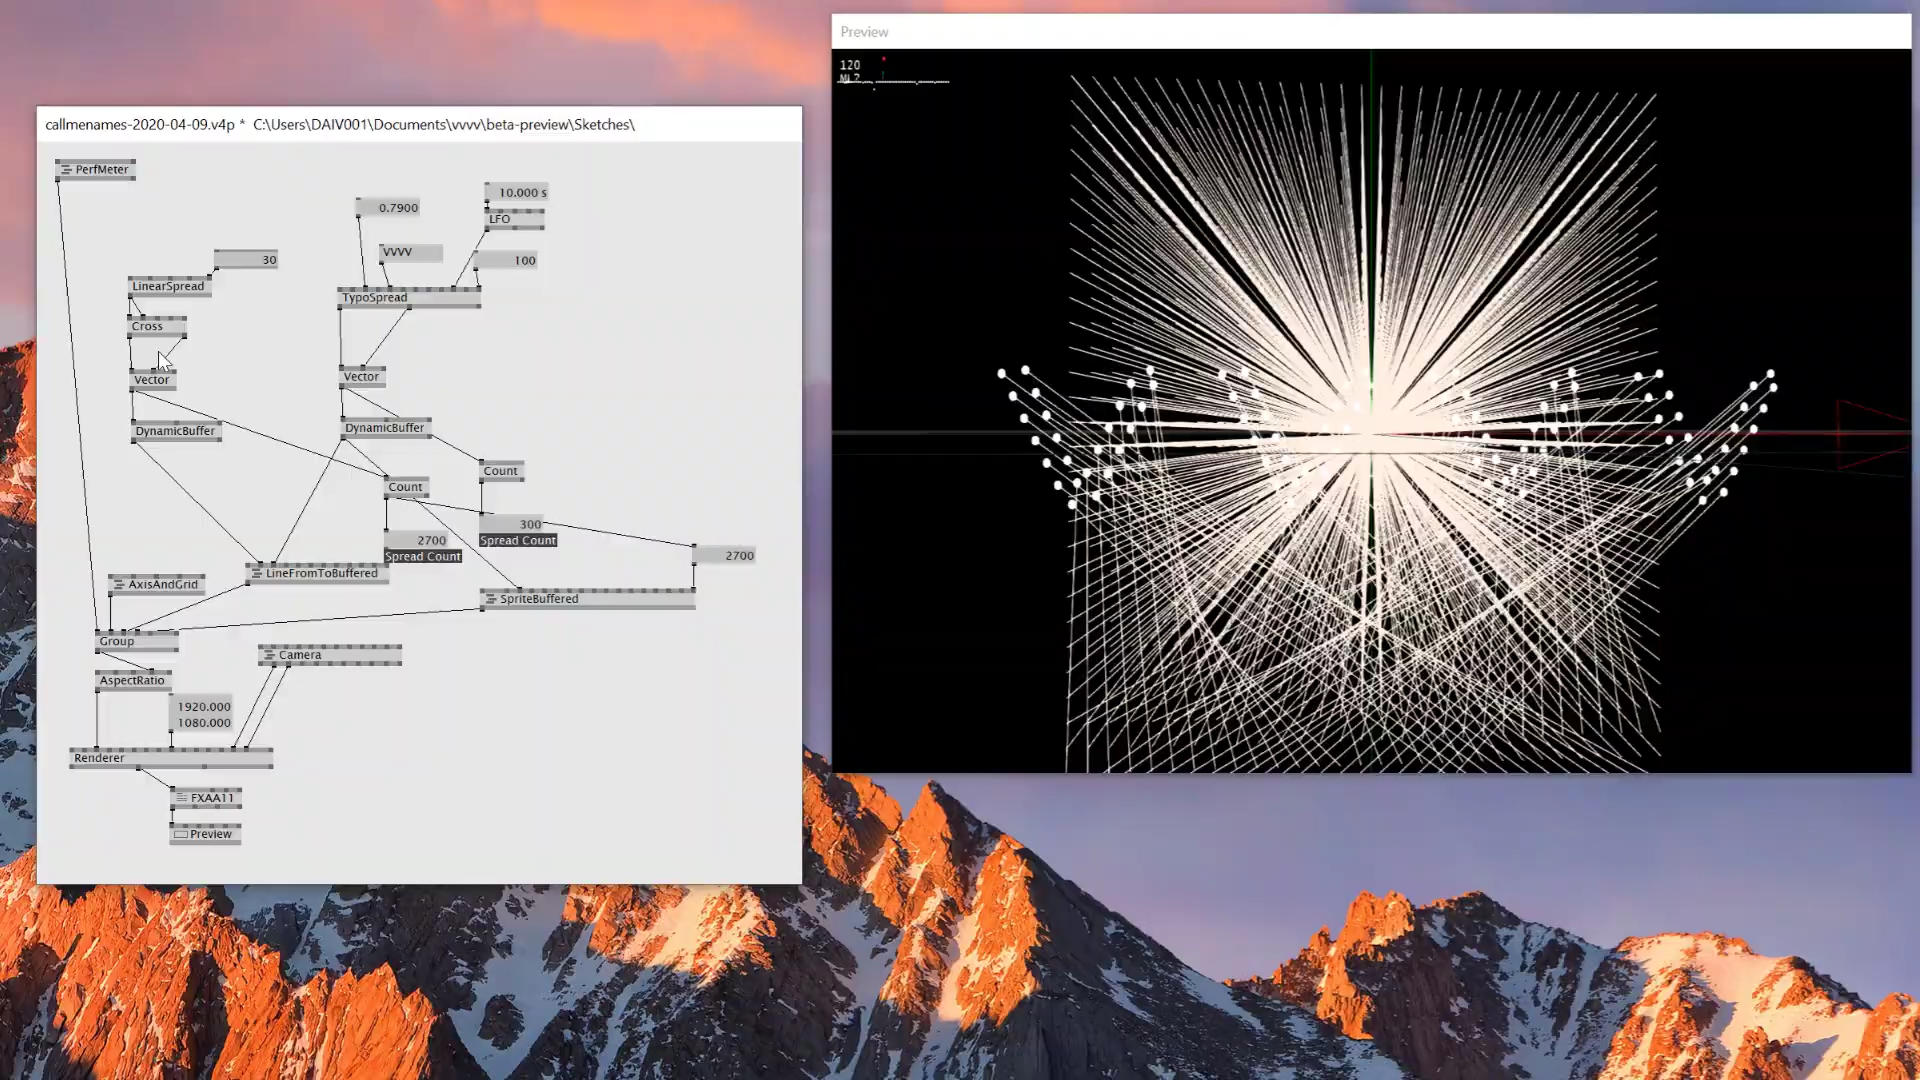 callmenames-2020-04-09.v4p *  C:\Users\DAIV001\Documents\vvvv\beta-preview\Sketches\
PerfMeter
0.7900
10.000 s
LFO
VVVV
30
100
LinearSpread
TypoSpread
Cross
Vector
Vector
DynamicBuffer
DynamicBuffer
Count
Count
300
Spread Count
2700
Spread Count
2700
LineFromToBuffered
AxisAndGrid
SpriteBuffered
Group
Camera
AspectRatio
1920.000
1080.000
Renderer
FXAA11
Preview
Preview
120